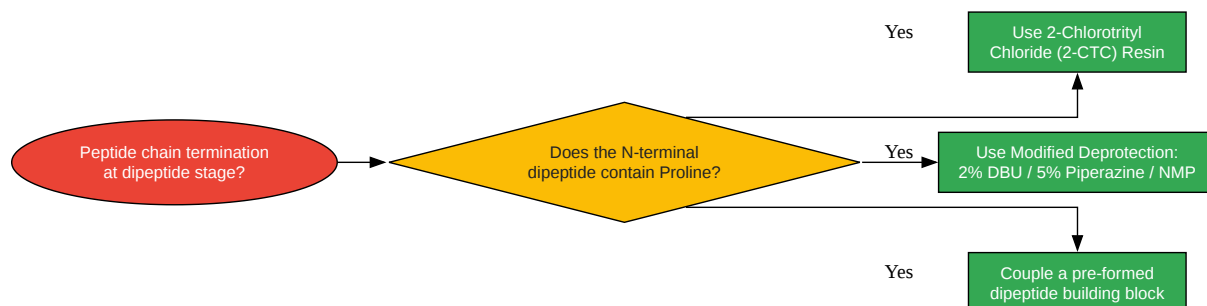 Peptide chain termination
at dipeptide stage?
Does the N-terminal
dipeptide contain Proline?
Yes
Use 2-Chlorotrityl
Chloride (2-CTC) Resin
Yes
Use Modified Deprotection:
2% DBU / 5% Piperazine / NMP
Yes
Couple a pre-formed
dipeptide building block